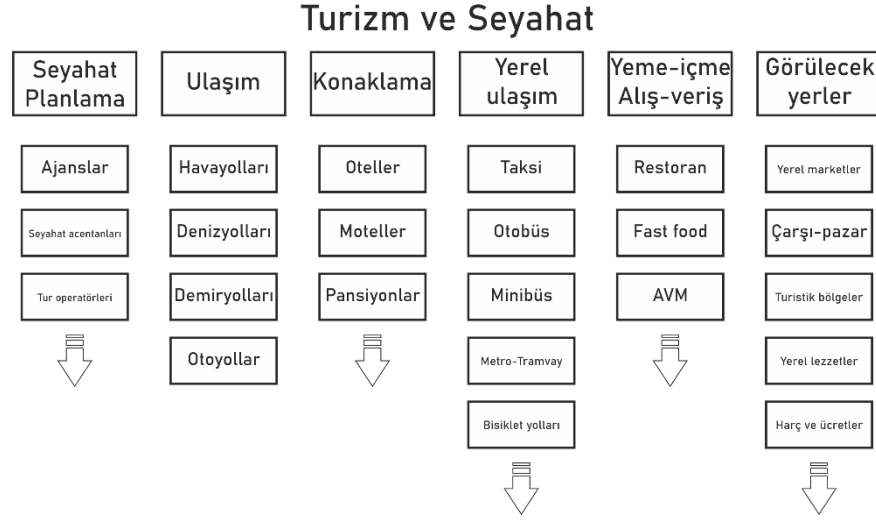 Turizm ve Seyahat
Seyahat
Planlama
Ulaşım
Konaklama
Yerel
ulaşım
Yeme-içme
Alış-veriş
Görülecek
yerler
Ajanslar
Havayolları
Oteller
Taksi
Restoran
Yerel marketler
Seyahat acentanları
Denizyolları
Moteller
Otobüs
Fast food
Çarşı-pazar
Tur operatörleri
Demiryolları
Pansiyonlar
Minibüs
AVM
Turistik bölgeler
Otoyollar
Metro-Tramvay
Yerel lezzetler
Bisiklet yolları
Harç ve ücretler